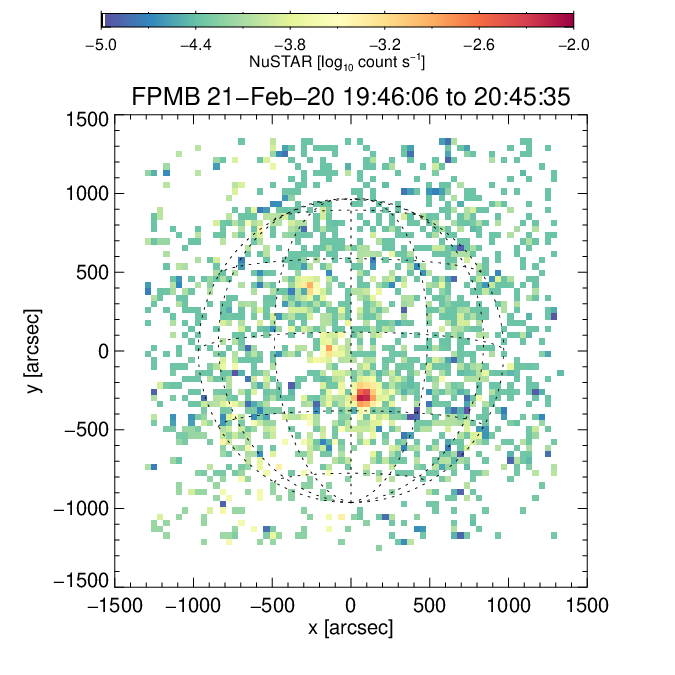 −5.0 −4.4 −3.8 −3.2 −2.6 −2.0
NuSTAR [log₁₀ count s⁻¹]
FPMB 21−Feb−20 19:46:06 to 20:45:35
1500
1000
500
0
−500
−1000
−1500
y [arcsec]
−1500 −1000 −500 0 500 1000 1500
x [arcsec]